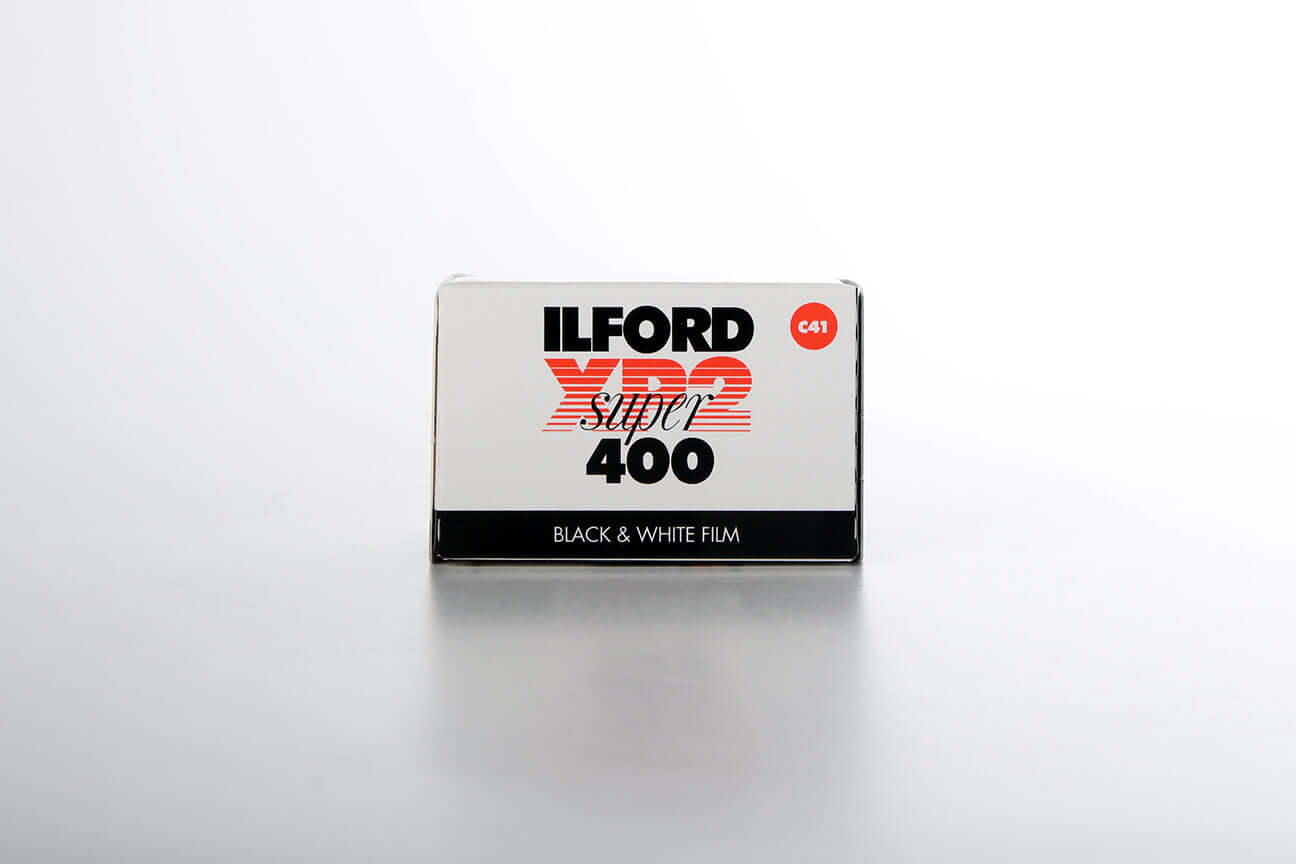 ILFORD
C41
XP2
super
400
BLACK & WHITE FILM